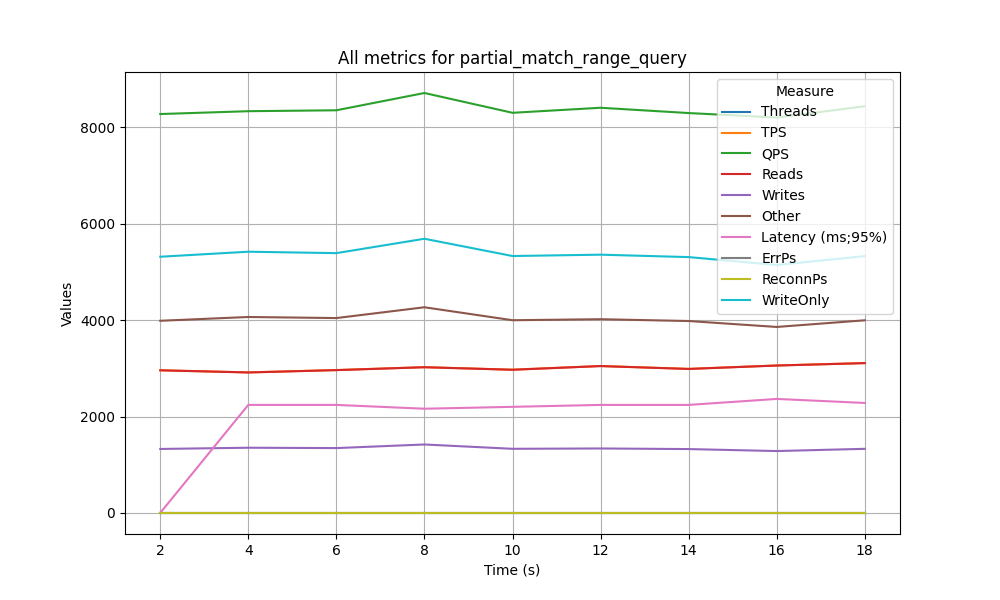 All metrics for partial_match_range_query
Measure
Threads
TPS
QPS
Reads
Writes
Other
Latency (ms;95%)
ErrPs
ReconnPs
WriteOnly
Values
8000
6000
4000
2000
0
2 4 6 8 10 12 14 16 18
Time (s)